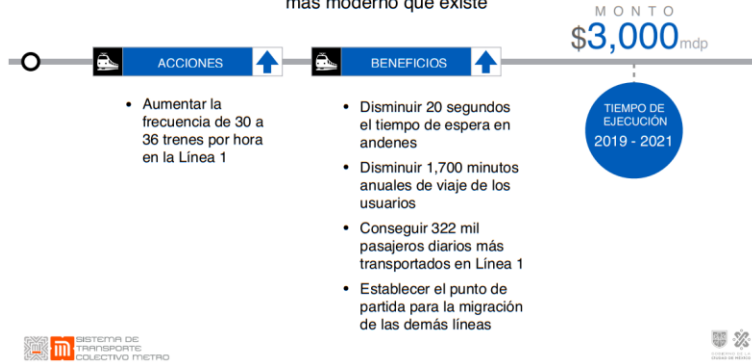 más moderno que existe
MONTO
$3,000 mdp
ACCIONES
BENEFICIOS
• Aumentar la
frecuencia de 30 a
36 trenes por hora
en la Línea 1
• Disminuir 20 segundos
el tiempo de espera en
andenes
• Disminuir 1,700 minutos
anuales de viaje de los
usuarios
• Conseguir 322 mil
pasajeros diarios más
transportados en Línea 1
• Establecer el punto de
partida para la migración
de las demás líneas
TIEMPO DE
EJECUCIÓN
2019 - 2021
SISTEMA DE
TRANSPORTE
COLECTIVO METRO